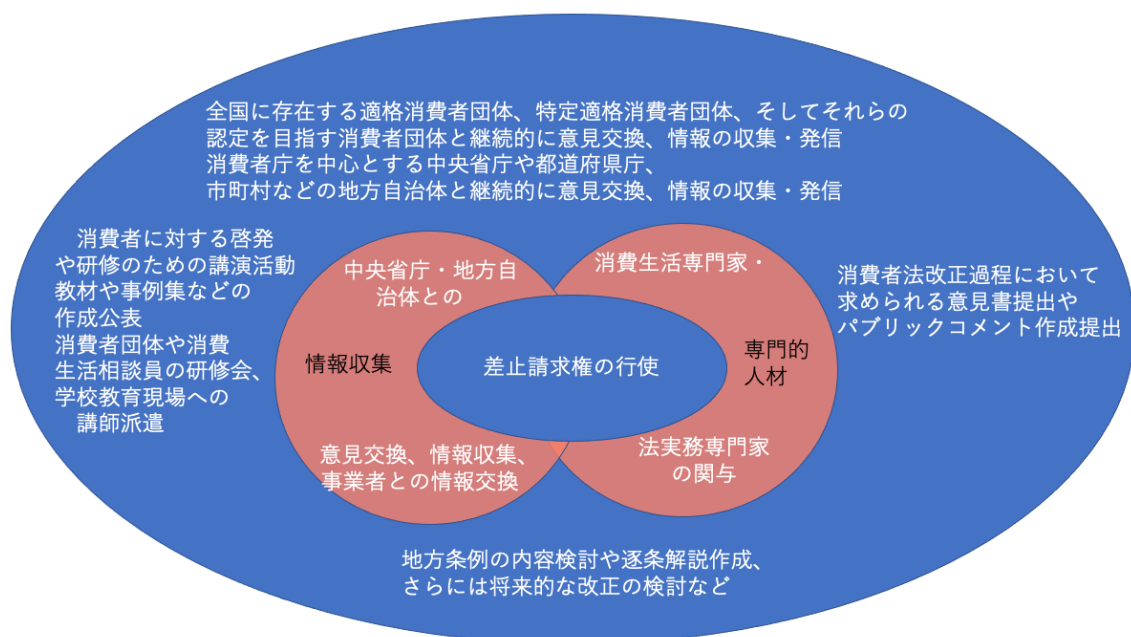 全国に存在する適格消費者団体、特定適格消費者団体、そしてそれらの
認定を目指す消費者団体と継続的に意見交換、情報の収集・発信
消費者庁を中心とする中央省庁や都道府県庁、
市町村などの地方自治体と継続的に意見交換、情報の収集・発信
消費者に対する啓発
や研修のための講演活動
教材や事例集などの
作成公表
消費者団体や消費
生活相談員の研修会、
学校教育現場への
講師派遣
中央省庁・地方自
治体との
情報収集
意見交換、情報収集、
事業者との情報交換
差止請求権の行使
消費生活専門家・
専門的
人材
法実務専門家
の関与
消費者法改正過程において
求められる意見書提出や
パブリックコメント作成提出
地方条例の内容検討や逐条解説作成、
さらには将来的な改正の検討など